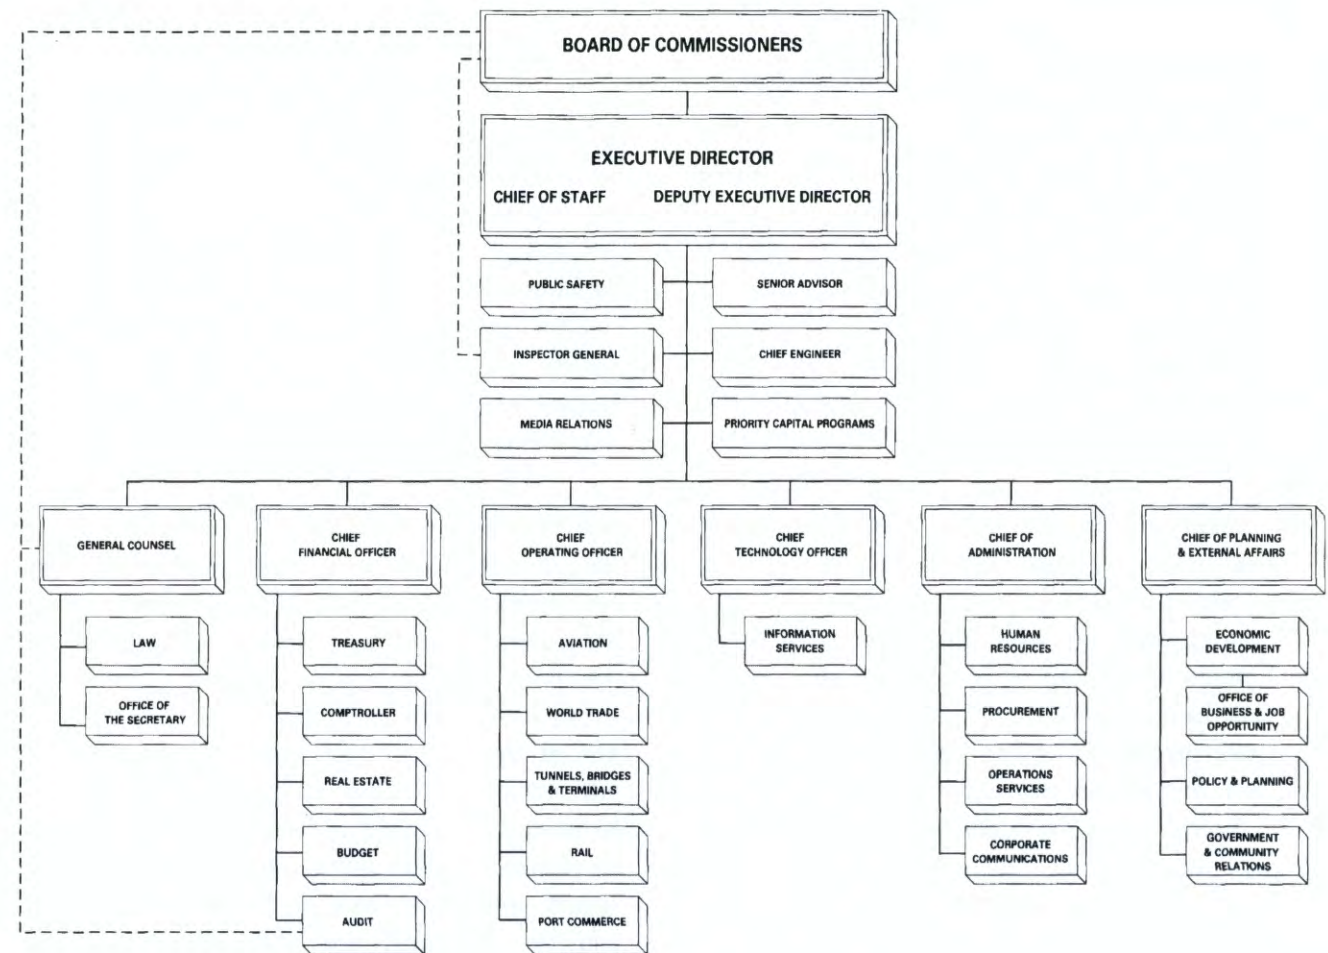 BOARD OF COMMISSIONERS
EXECUTIVE DIRECTOR
CHIEF OF STAFF
DEPUTY EXECUTIVE DIRECTOR
PUBLIC SAFETY
SENIOR ADVISOR
INSPECTOR GENERAL
CHIEF ENGINEER
MEDIA RELATIONS
PRIORITY CAPITAL PROGRAMS
GENERAL COUNSEL
LAW
OFFICE OF
THE SECRETARY
CHIEF
FINANCIAL OFFICER
TREASURY
COMPTROLLER
REAL ESTATE
BUDGET
AUDIT
CHIEF
OPERATING OFFICER
AVIATION
WORLD TRADE
TUNNELS, BRIDGES
& TERMINALS
RAIL
PORT COMMERCE
CHIEF
TECHNOLOGY OFFICER
INFORMATION
SERVICES
CHIEF OF
ADMINISTRATION
HUMAN
RESOURCES
PROCUREMENT
OPERATIONS
SERVICES
CORPORATE
COMMUNICATIONS
CHIEF OF PLANNING
& EXTERNAL AFFAIRS
ECONOMIC
DEVELOPMENT
OFFICE OF
BUSINESS & JOB
OPPORTUNITY
POLICY & PLANNING
GOVERNMENT
& COMMUNITY
RELATIONS